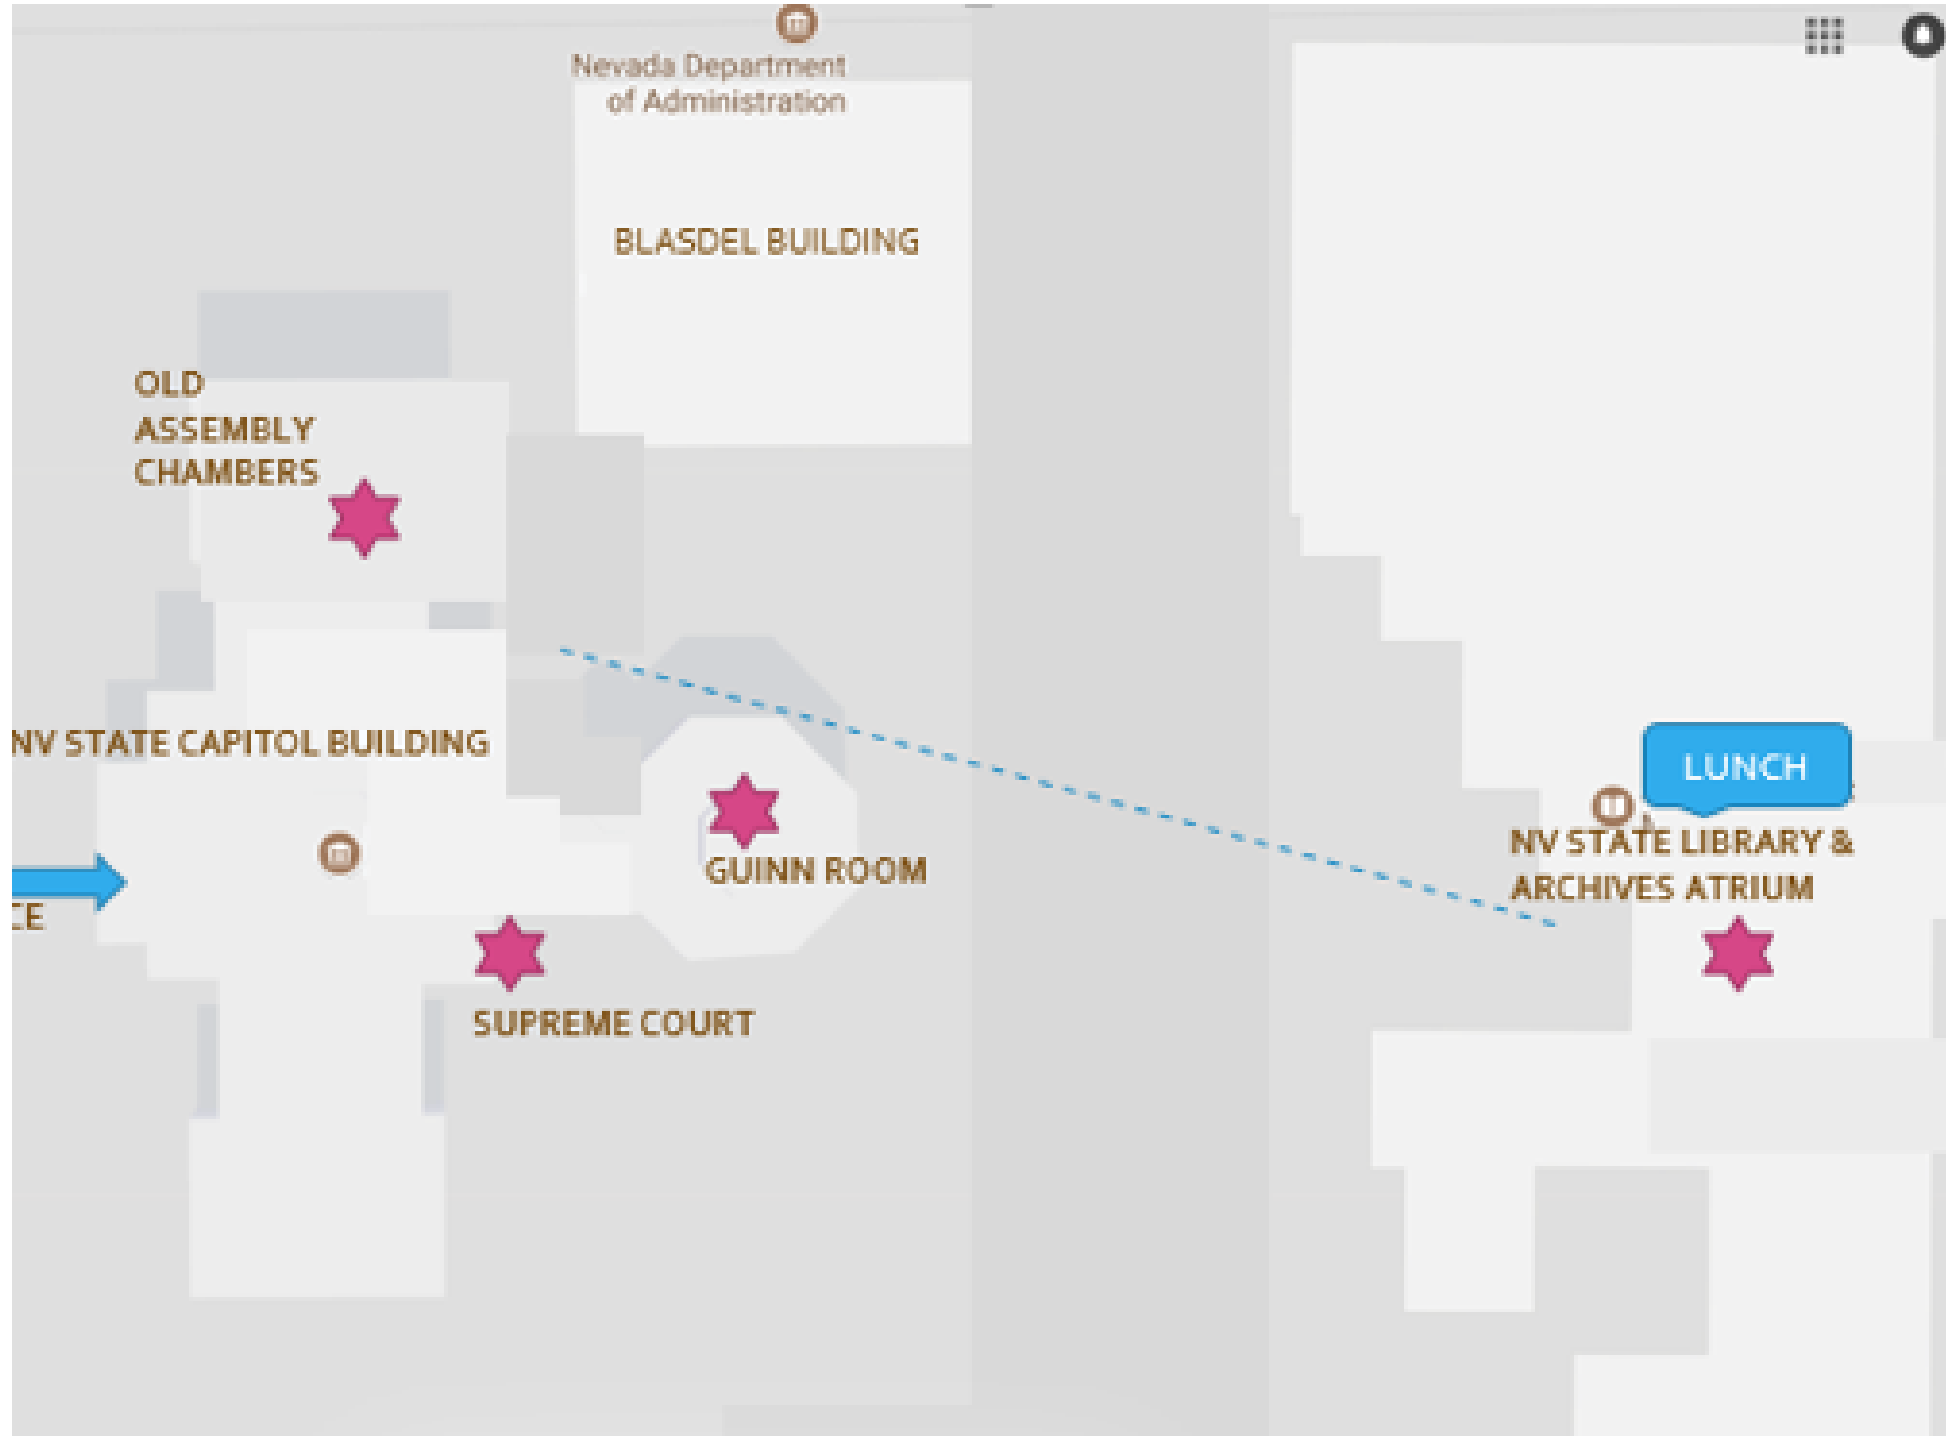 Nevada Department
of Administration
BLASDEL BUILDING
OLD
ASSEMBLY
CHAMBERS
NV STATE CAPITOL BUILDING
LUNCH
NV STATE LIBRARY &
ARCHIVES ATRIUM
GUINN ROOM
CE
SUPREME COURT